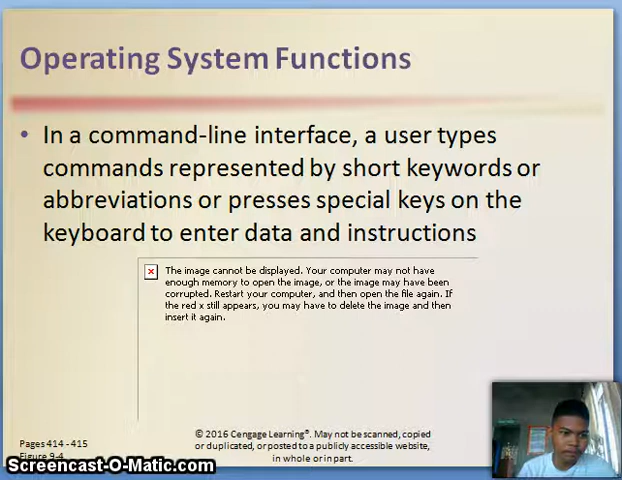 Operating System Functions
• In a command-line interface, a user types
commands represented by short keywords or
abbreviations or presses special keys on the
keyboard to enter data and instructions
The image cannot be displayed. Your computer may not have
enough memory to open the image, or the image may have been
corrupted. Restart your computer, and then open the file again. If
the red x still appears, you may have to delete the image and then
insert it again.
Pages 414 - 415
Figure 9-4
© 2016 Cengage Learning®. May not be scanned, copied
or duplicated, or posted to a publicly accessible website,
in whole or in part.
Screencast-O-Matic.com